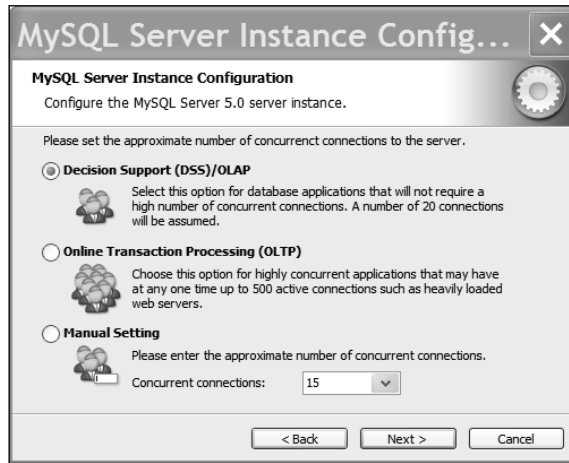 MySQL Server Instance Config...
MySQL Server Instance Configuration
Configure the MySQL Server 5.0 server instance.
Please set the approximate number of concurrenct connections to the server.
Decision Support (DSS)/OLAP
Select this option for database applications that will not require a
high number of concurrent connections. A number of 20 connections
will be assumed.
Online Transaction Processing (OLTP)
Choose this option for highly concurrent applications that may have
at any one time up to 500 active connections such as heavily loaded
web servers.
Manual Setting
Please enter the approximate number of concurrent connections.
Concurrent connections: 15
< Back Next > Cancel